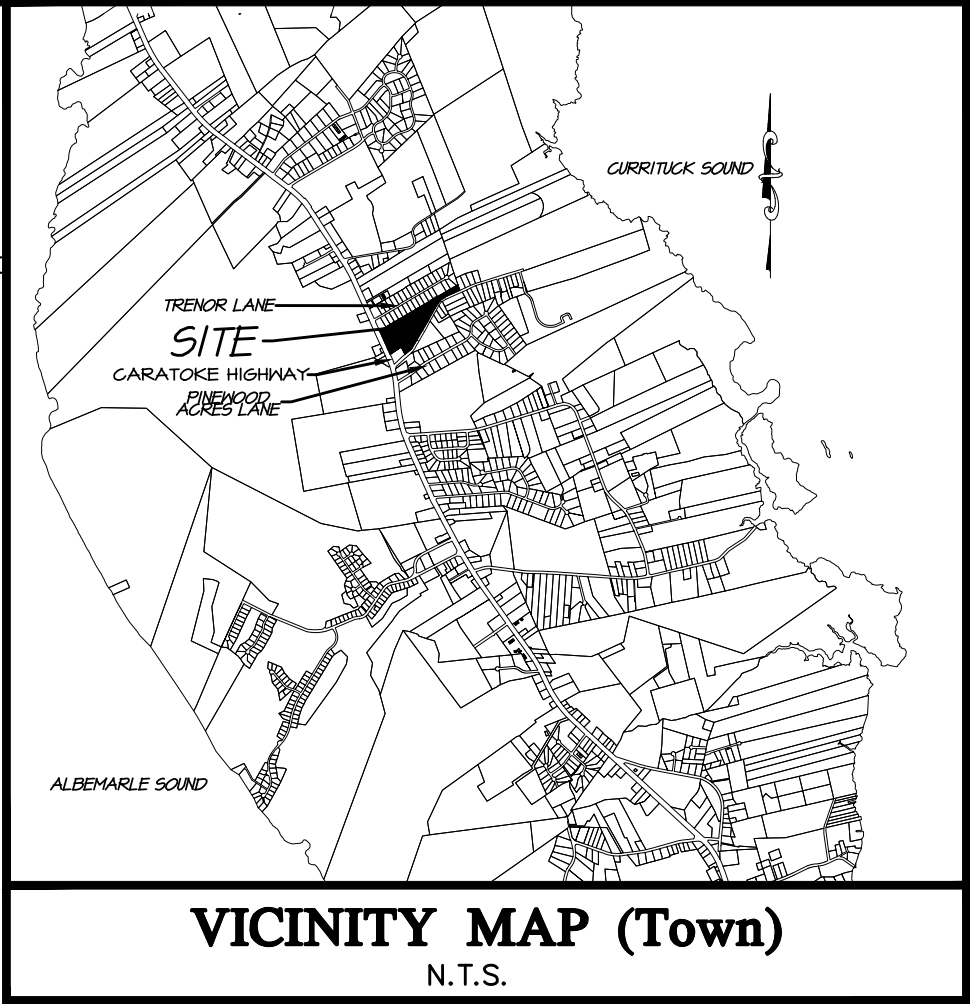 CURRITUCK SOUND
TRENOR LANE
SITE
CARATOKE HIGHWAY
PINEWOOD
ACRES LANE
ALBEMARLE SOUND
VICINITY MAP (Town)
N.T.S.